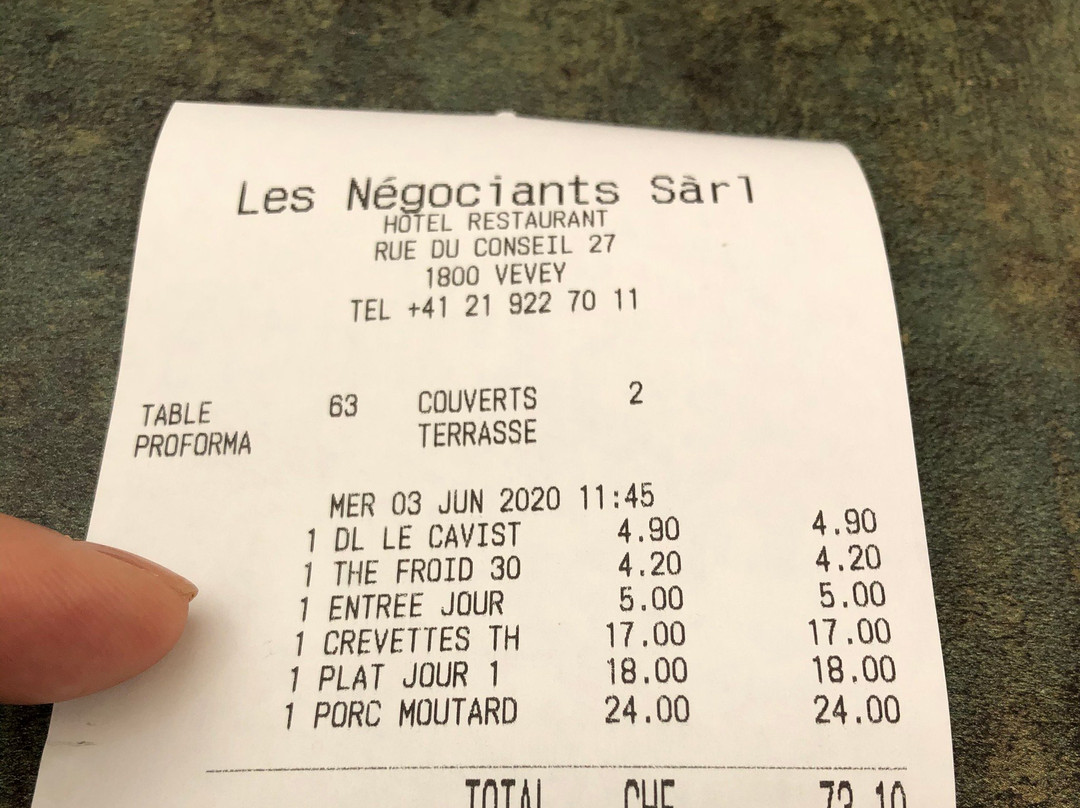 Les Négociants Sàrl
HÔTEL RESTAURANT
RUE DU CONSEIL 27
1800 VEVEY
TEL +41 21 922 70 11
TABLE 63 COUVERTS 2
PROFORMA TERRASSE
MER 03 JUN 2020 11:45
1 DL LE CAVIST 4.90 4.90
1 THE FROID 30 4.20 4.20
1 ENTREE JOUR 5.00 5.00
1 CREVETTES TH 17.00 17.00
1 PLAT JOUR 1 18.00 18.00
1 PORC MOUTARD 24.00 24.00
TOTAL CHF 73.10